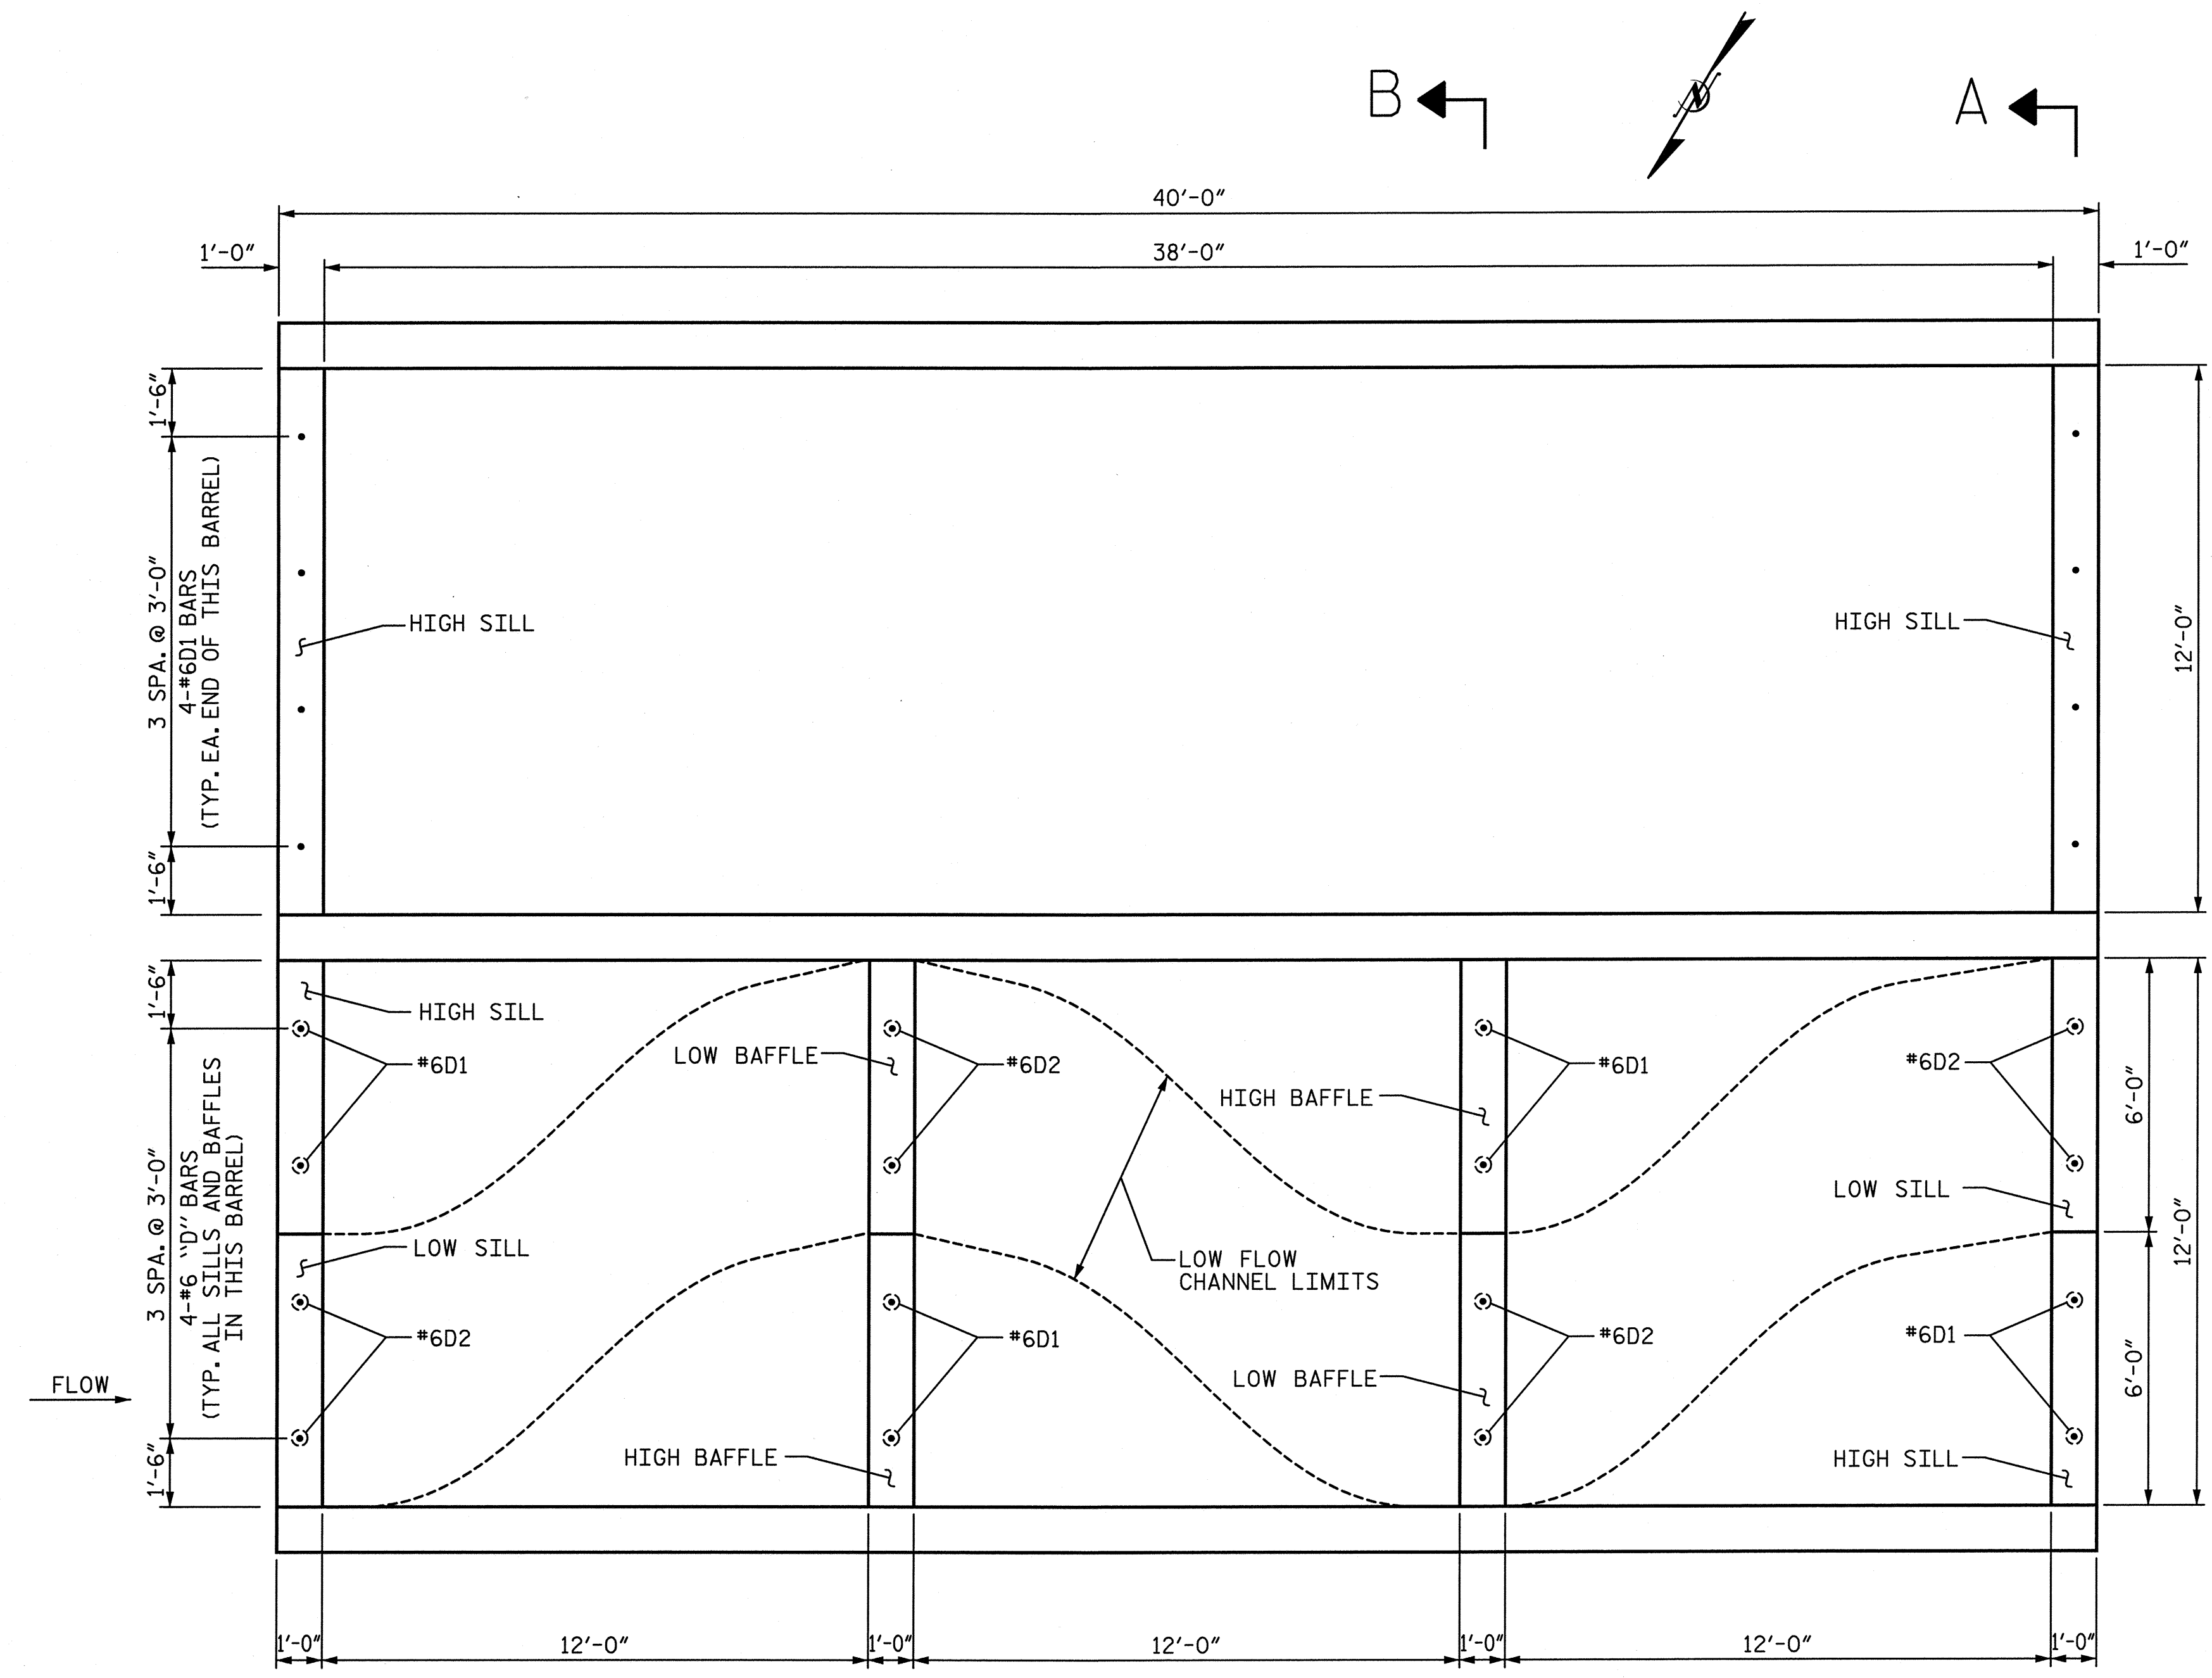 B
N
A
40'-0"
1'-0"
38'-0"
1'-0"
1'-6"
3 SPA. @ 3'-0"
4-#6D1 BARS
(TYP. EA. END OF THIS BARREL)
1'-6"
HIGH SILL
HIGH SILL
12'-0"
1'-6"
3 SPA. @ 3'-0"
4-#6 "D" BARS
(TYP. ALL SILLS AND BAFFLES
IN THIS BARREL)
1'-6"
HIGH SILL
#6D1
LOW BAFFLE
#6D2
HIGH BAFFLE
#6D1
#6D2
LOW SILL
6'-0"
12'-0"
LOW SILL
LOW FLOW
CHANNEL LIMITS
#6D2
#6D1
#6D2
#6D1
LOW BAFFLE
6'-0"
FLOW
HIGH BAFFLE
HIGH SILL
1'-0"
12'-0"
1'-0"
12'-0"
1'-0"
12'-0"
1'-0"